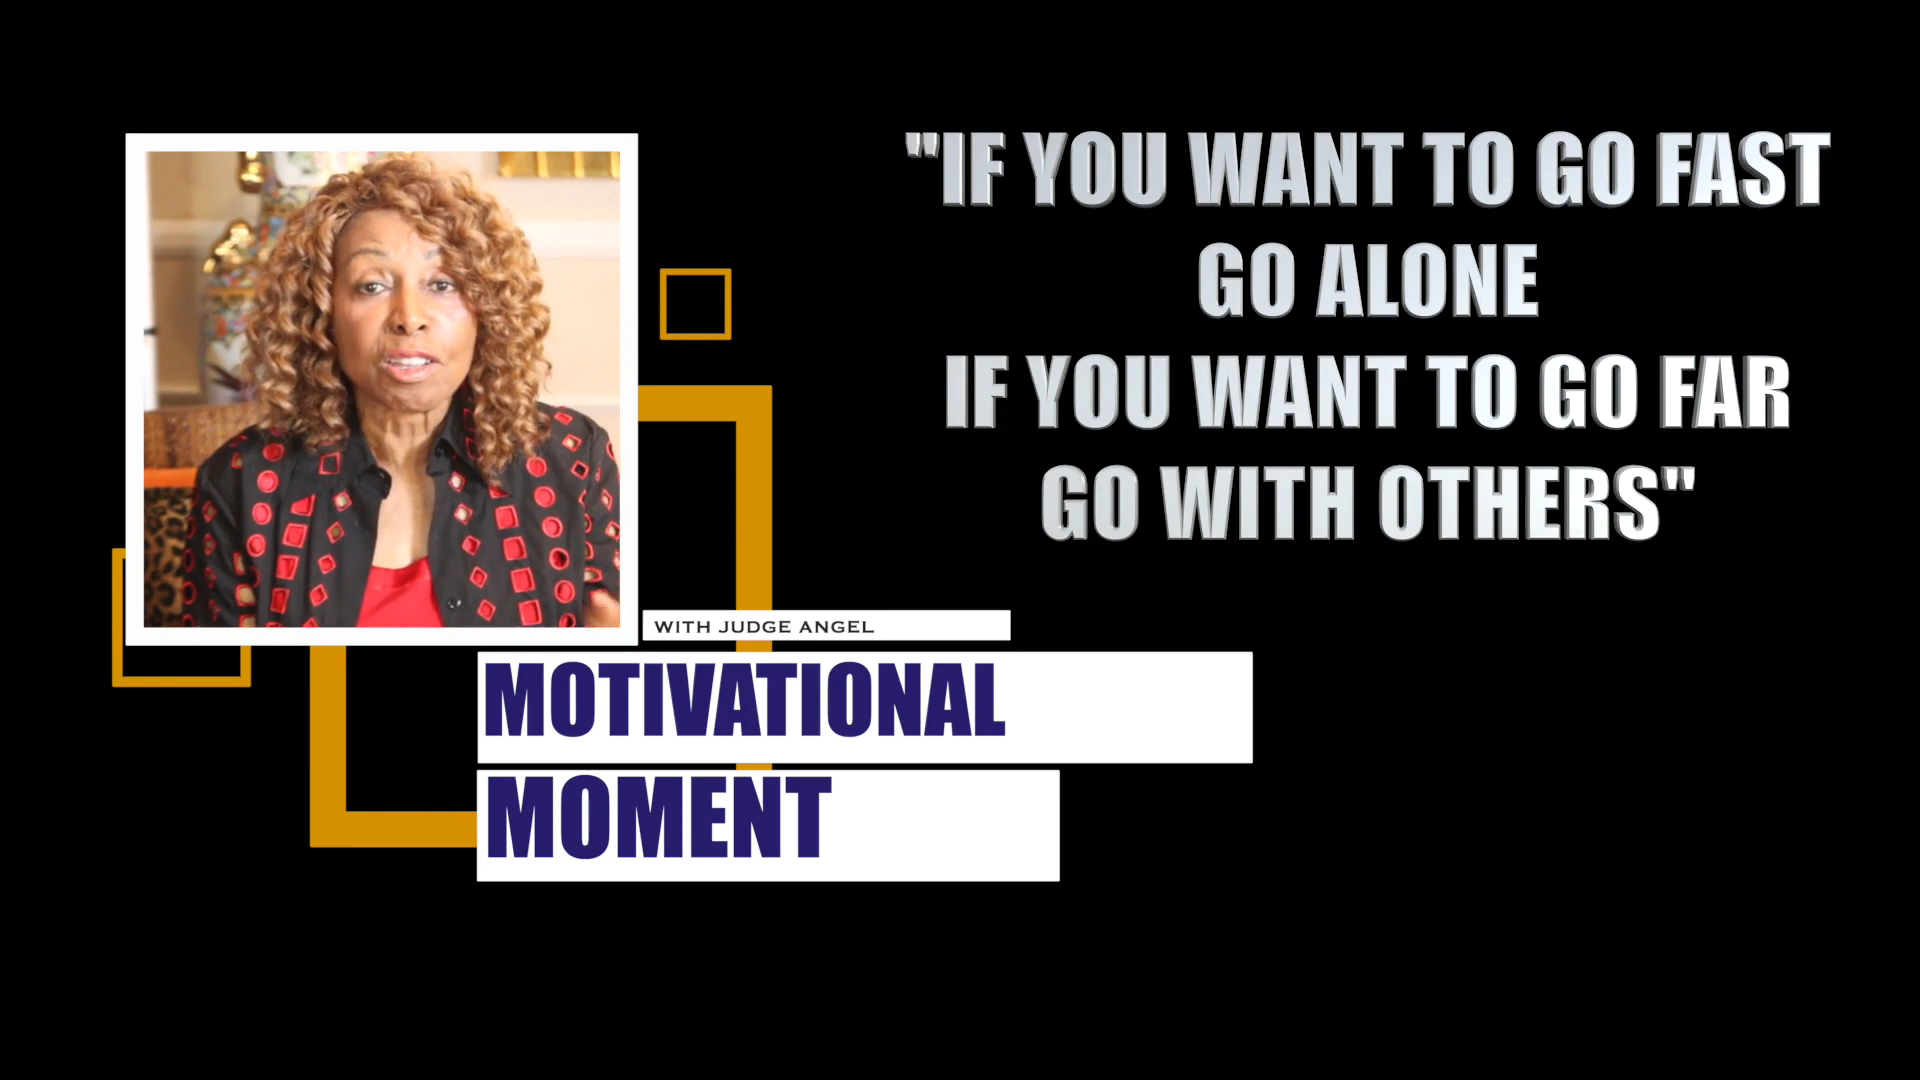 "IF YOU WANT TO GO FAST
GO ALONE
IF YOU WANT TO GO FAR
GO WITH OTHERS"
WITH JUDGE ANGEL
MOTIVATIONAL
MOMENT